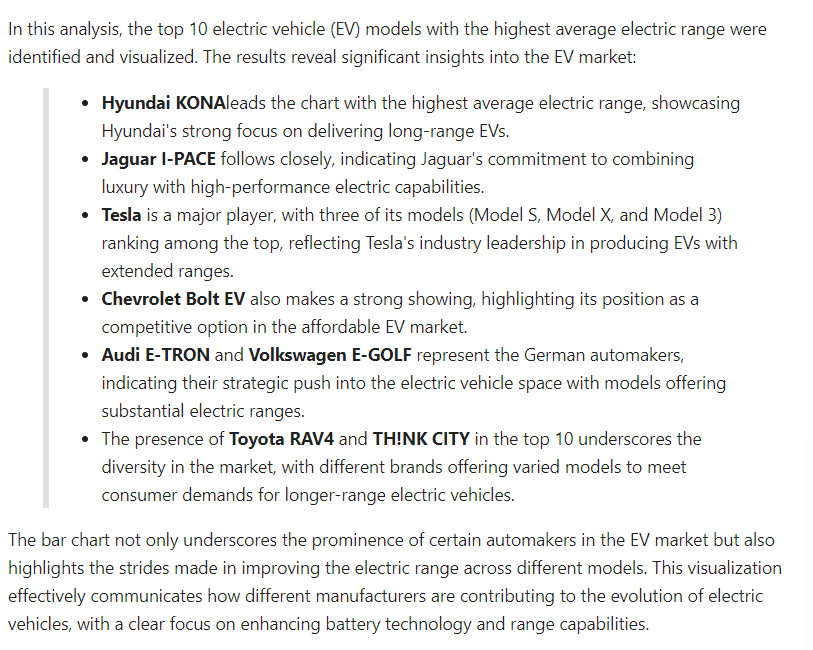 In this analysis, the top 10 electric vehicle (EV) models with the highest average electric range were
identified and visualized. The results reveal significant insights into the EV market:
• Hyundai KONAleads the chart with the highest average electric range, showcasing
Hyundai's strong focus on delivering long-range EVs.
• Jaguar I-PACE follows closely, indicating Jaguar's commitment to combining
luxury with high-performance electric capabilities.
• Tesla is a major player, with three of its models (Model S, Model X, and Model 3)
ranking among the top, reflecting Tesla's industry leadership in producing EVs with
extended ranges.
• Chevrolet Bolt EV also makes a strong showing, highlighting its position as a
competitive option in the affordable EV market.
• Audi E-TRON and Volkswagen E-GOLF represent the German automakers,
indicating their strategic push into the electric vehicle space with models offering
substantial electric ranges.
• The presence of Toyota RAV4 and TH!NK CITY in the top 10 underscores the
diversity in the market, with different brands offering varied models to meet
consumer demands for longer-range electric vehicles.
The bar chart not only underscores the prominence of certain automakers in the EV market but also
highlights the strides made in improving the electric range across different models. This visualization
effectively communicates how different manufacturers are contributing to the evolution of electric
vehicles, with a clear focus on enhancing battery technology and range capabilities.